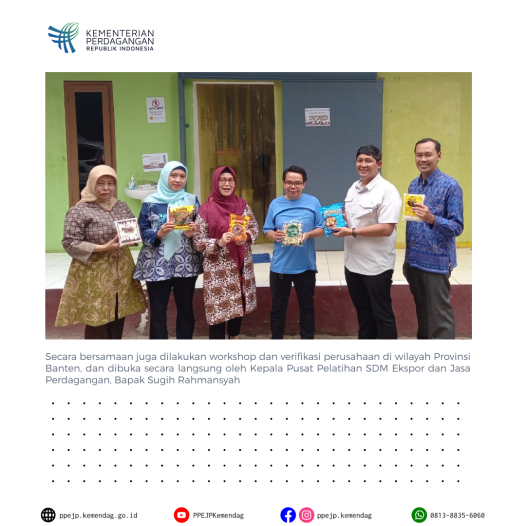 KEMENTERIAN
PERDAGANGAN
REPUBLIK INDONESIA
Secara bersamaan juga dilakukan workshop dan verifikasi perusahaan di wilayah Provinsi
Banten, dan dibuka secara langsung oleh Kepala Pusat Pelatihan SDM Ekspor dan Jasa
Perdagangan, Bapak Sugih Rahmansyah
ppejp.kemendag.go.id
PPEJPKemendag
ppejp.kemendag
0813-8835-6060